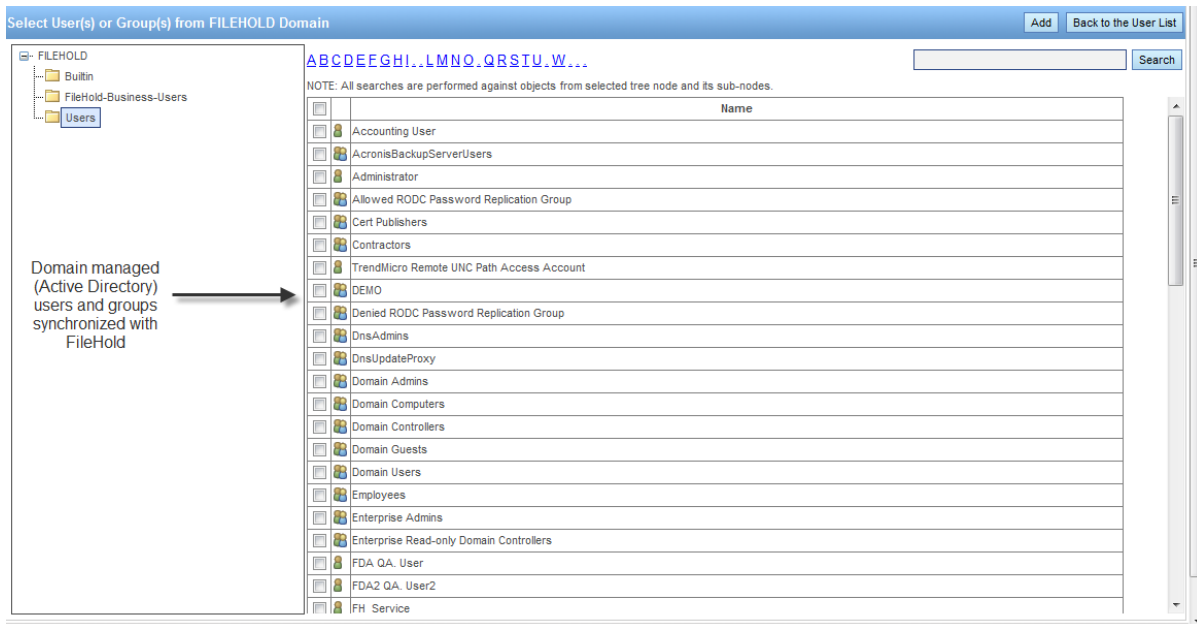 Select User(s) or Group(s) from FILEHOLD Domain
Add
Back to the User List
FILEHOLD
Builtin
FileHold-Business-Users
Users
A B C D E F G H I . . L M N O . Q R S T U . W . . .
Search
NOTE: All searches are performed against objects from selected tree node and its sub-nodes.
Name
Accounting User
AcronisBackupServerUsers
Administrator
Allowed RODC Password Replication Group
Cert Publishers
Contractors
TrendMicro Remote UNC Path Access Account
DEMO
Denied RODC Password Replication Group
DnsAdmins
DnsUpdateProxy
Domain Admins
Domain Computers
Domain Controllers
Domain Guests
Domain Users
Employees
Enterprise Admins
Enterprise Read-only Domain Controllers
FDA QA. User
FDA2 QA. User2
FH_Service
Domain managed
(Active Directory)
users and groups
synchronized with
FileHold